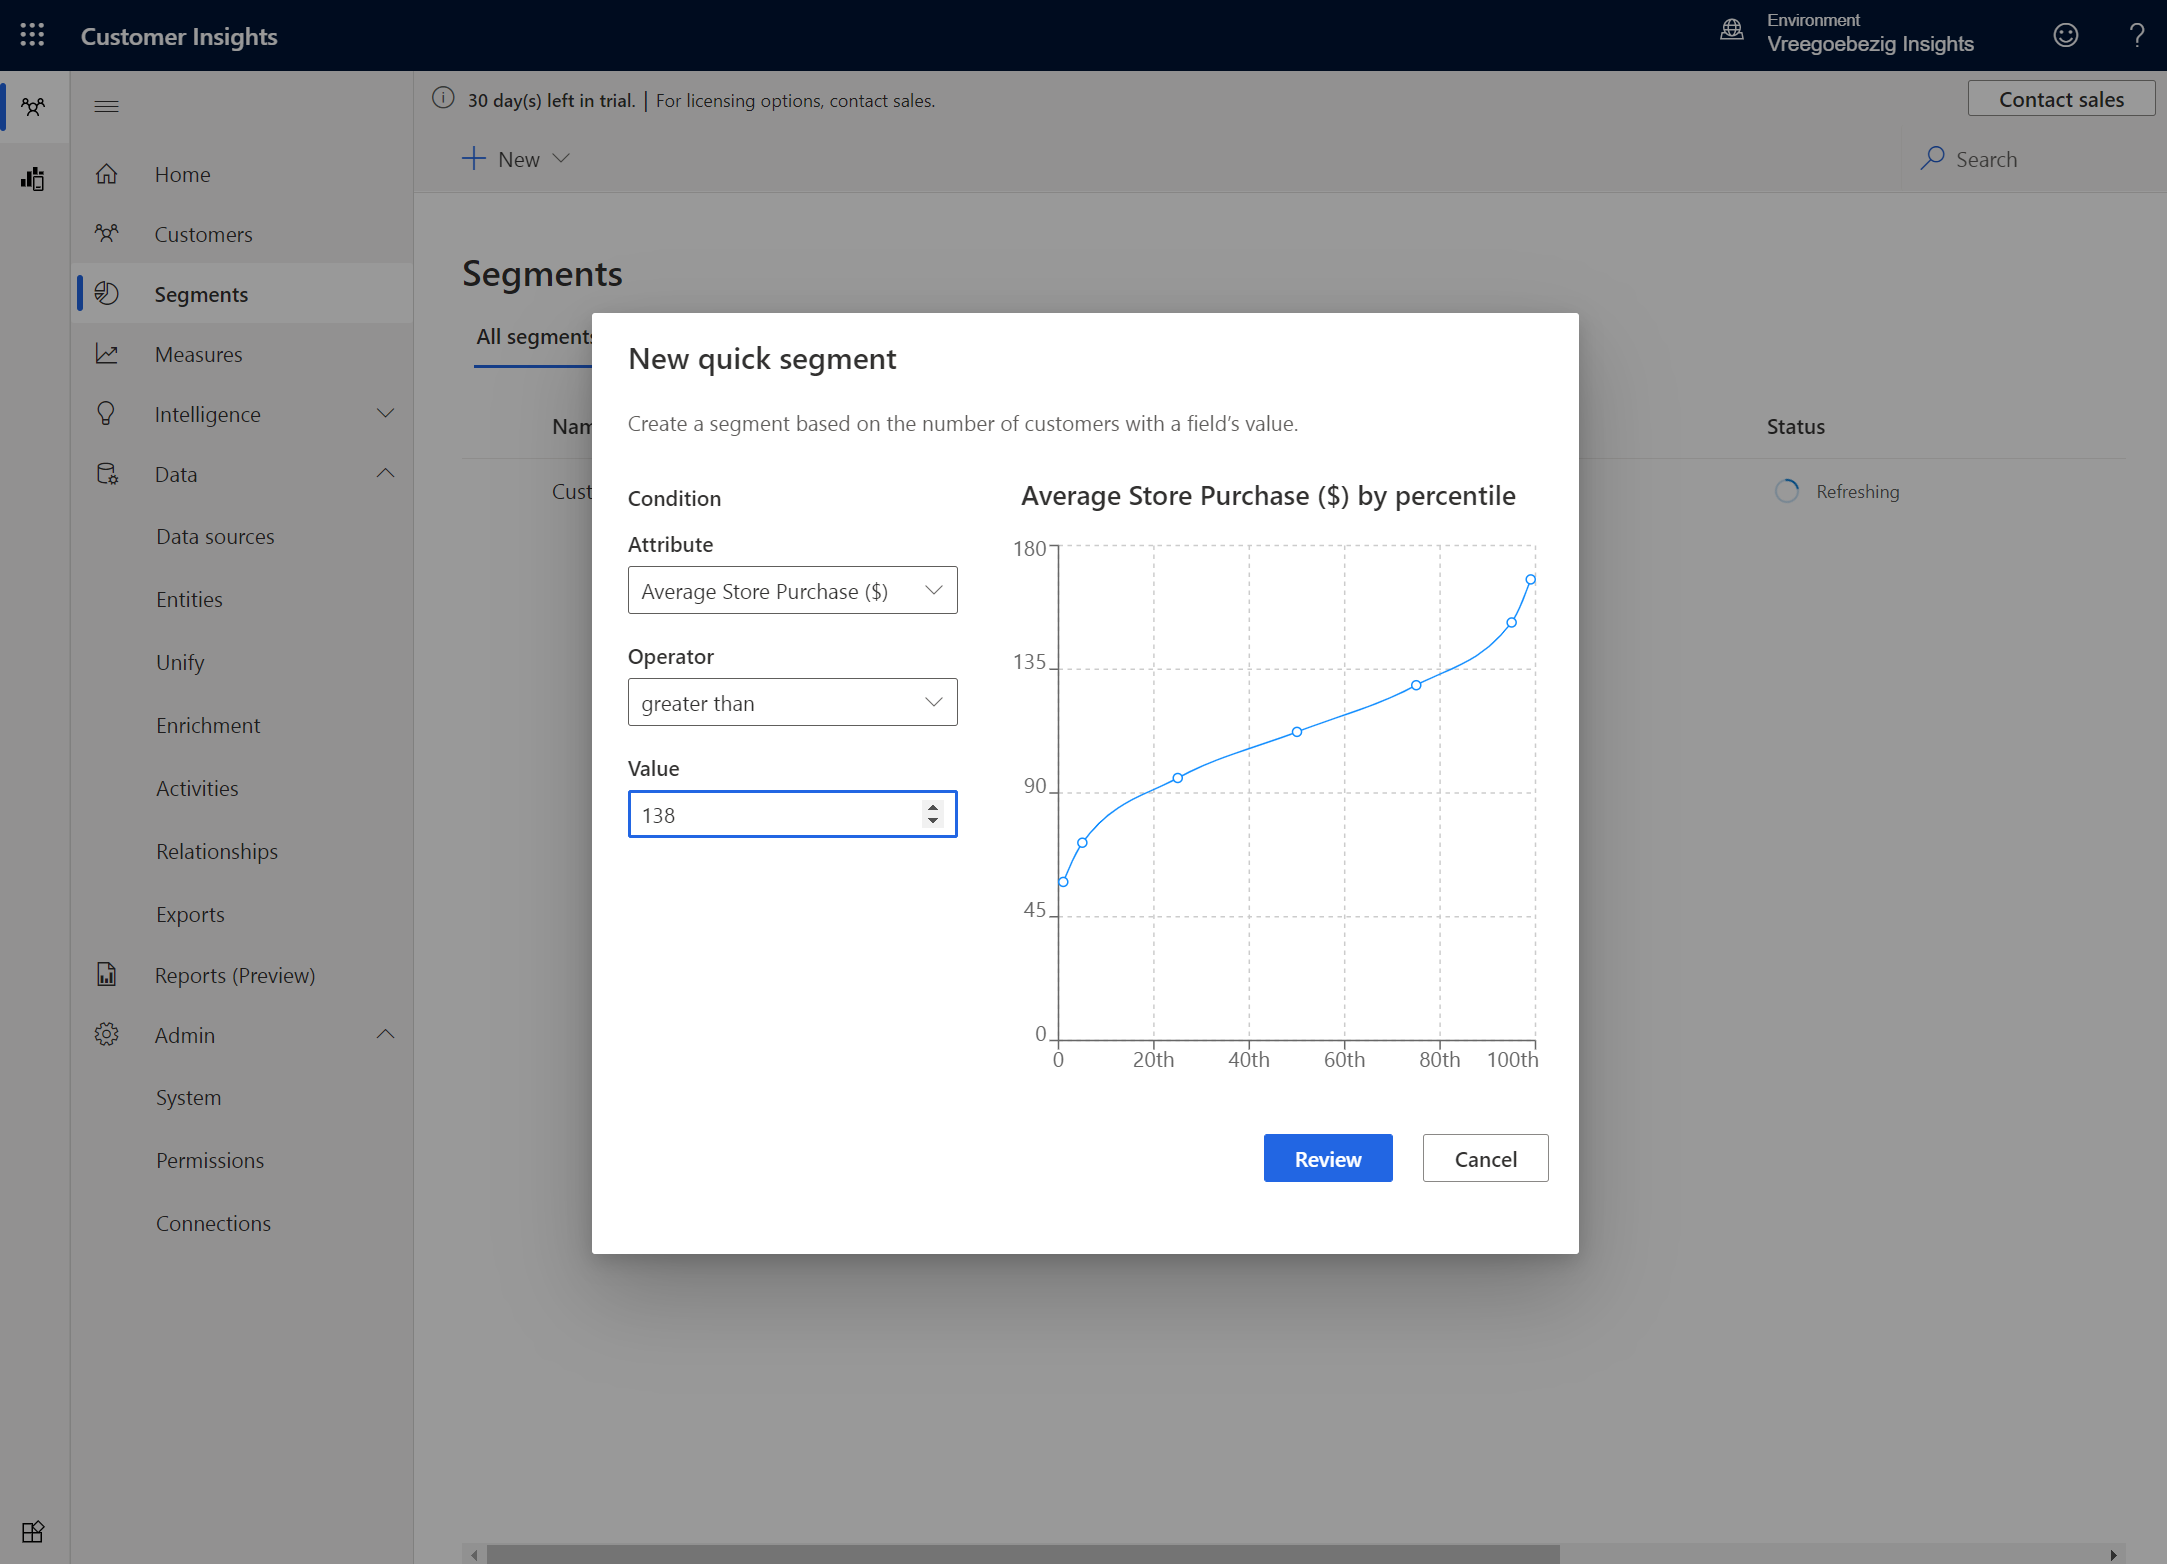 Customer Insights
Environment
Vreegoebezig Insights
?
30 day(s) left in trial. | For licensing options, contact sales.
Contact sales
New
Search
Home
Customers
Segments
Measures
Intelligence
Data
Data sources
Entities
Unify
Enrichment
Activities
Relationships
Exports
Reports (Preview)
Admin
System
Permissions
Connections
Segments
All segments
Nam
Status
Cust
Refreshing
New quick segment
Create a segment based on the number of customers with a field's value.
Condition
Attribute
Average Store Purchase ($)
Operator
greater than
Value
138
Average Store Purchase ($) by percentile
180
135
90
45
0
0 20th 40th 60th 80th 100th
Review
Cancel